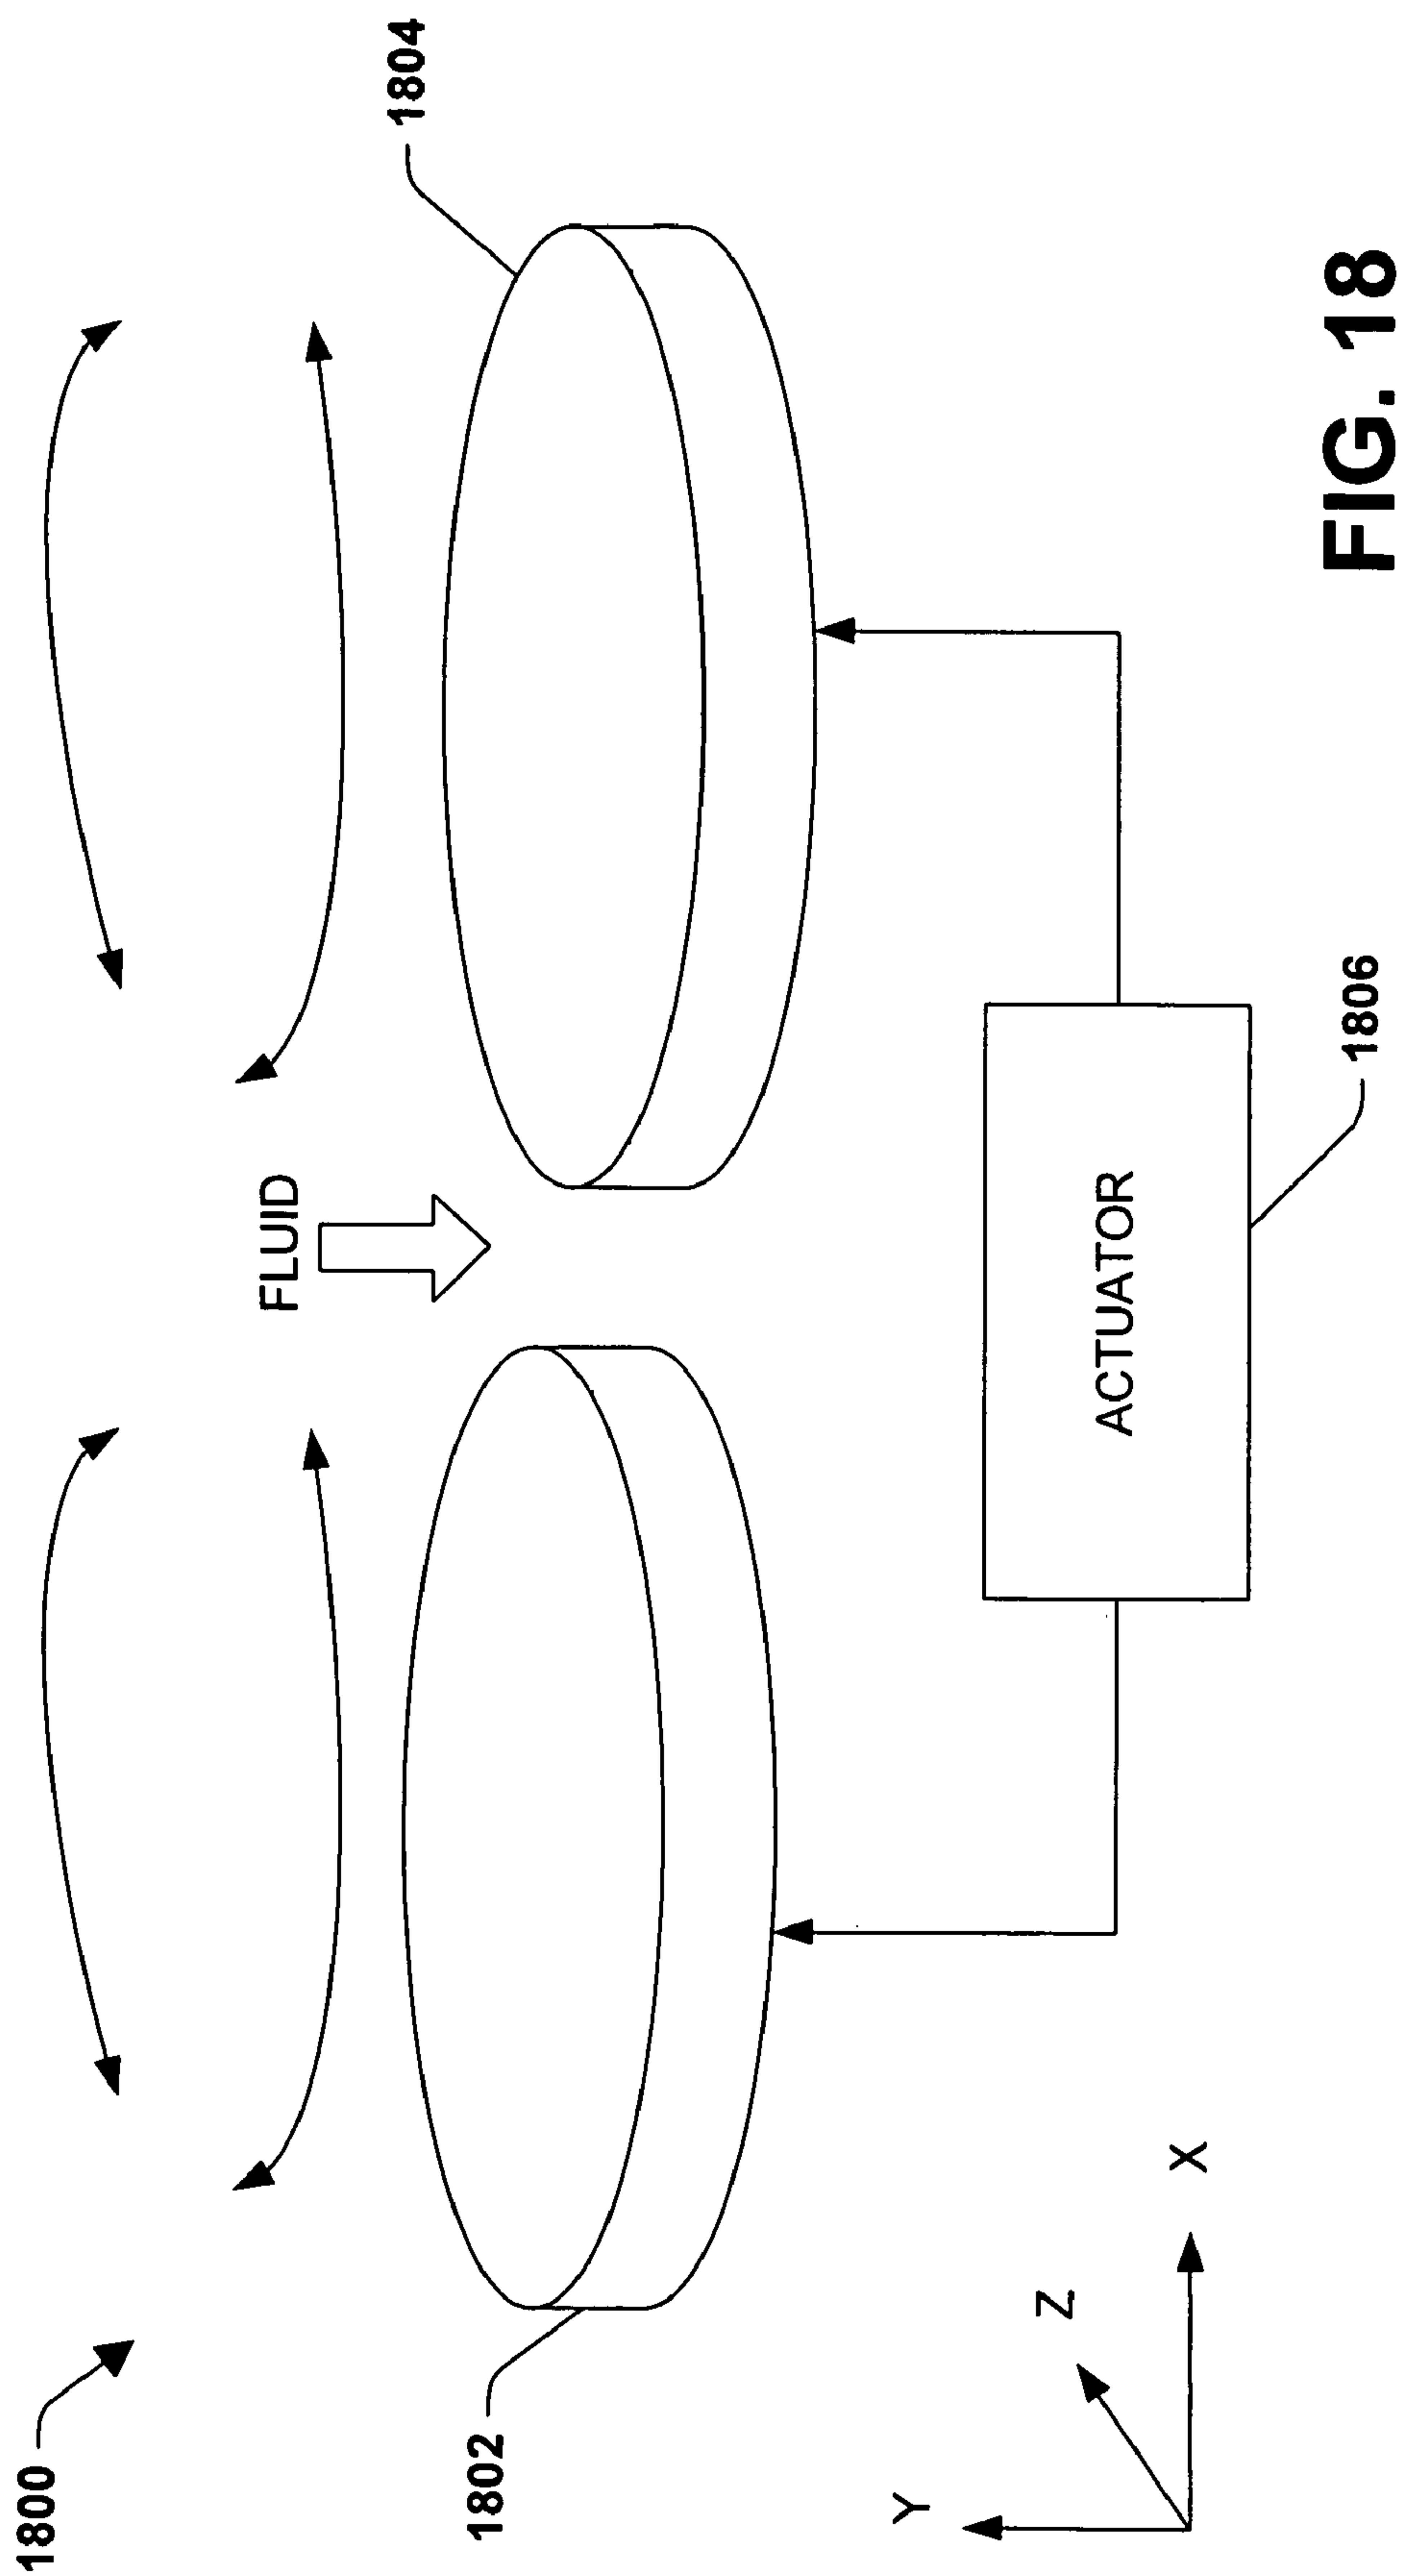 1800
1802
FLUID
1804
ACTUATOR
1806
Y
Z
X
FIG. 18